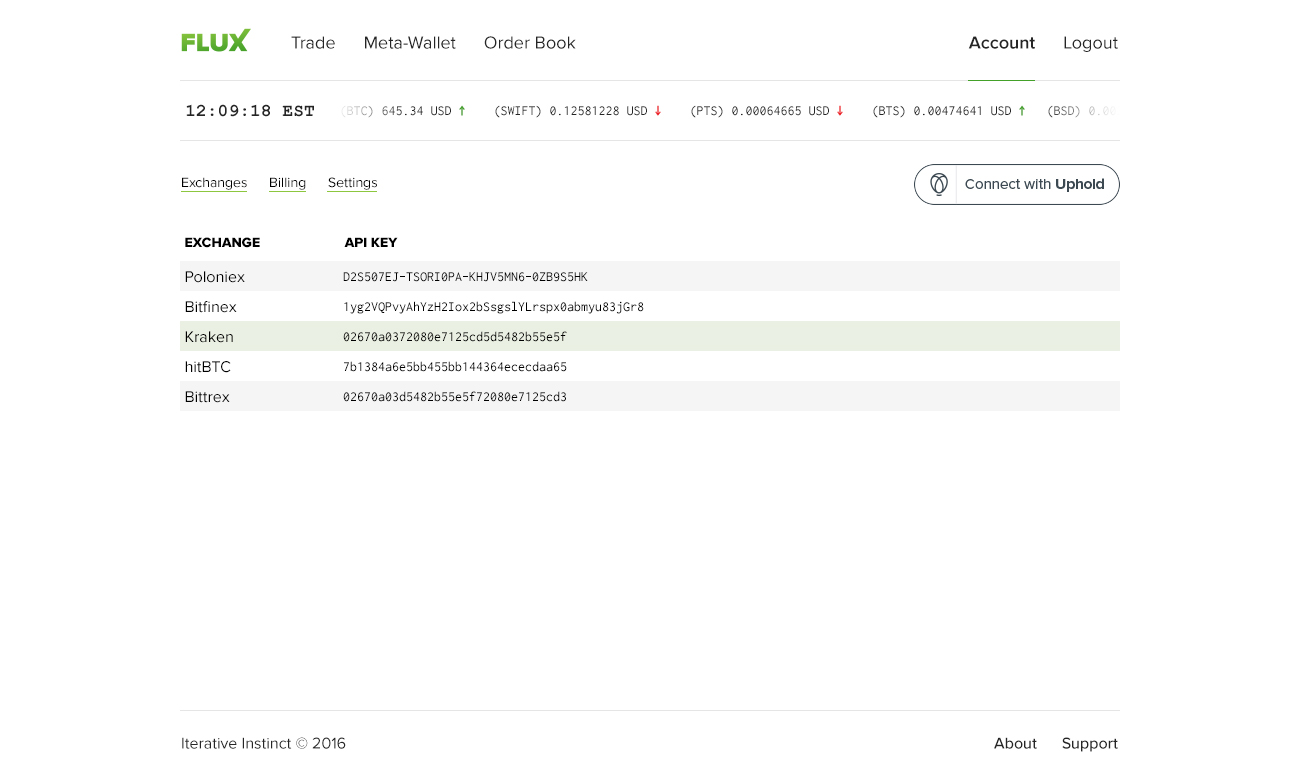 FLUX Trade Meta-Wallet Order Book Account Logout
12:09:18 EST (BTC) 645.34 USD ↑ (SWIFT) 0.12581228 USD ↓ (PTS) 0.00064665 USD ↓ (BTS) 0.00474641 USD ↑ (BSD) 0.00
Exchanges Billing Settings Connect with Uphold
EXCHANGE API KEY
Poloniex D2S507EJ-TSORI0PA-KHJV5MN6-0ZB9S5HK
Bitfinex 1yg2VQPvyAhYzH2Iox2bSsgslYLrspx0abmyu83jGr8
Kraken 02670a0372080e7125cd5d5482b55e5f
hitBTC 7b1384a6e5bb455bb144364ececdaa65
Bittrex 02670a03d5482b55e5f72080e7125cd3
Iterative Instinct © 2016 About Support